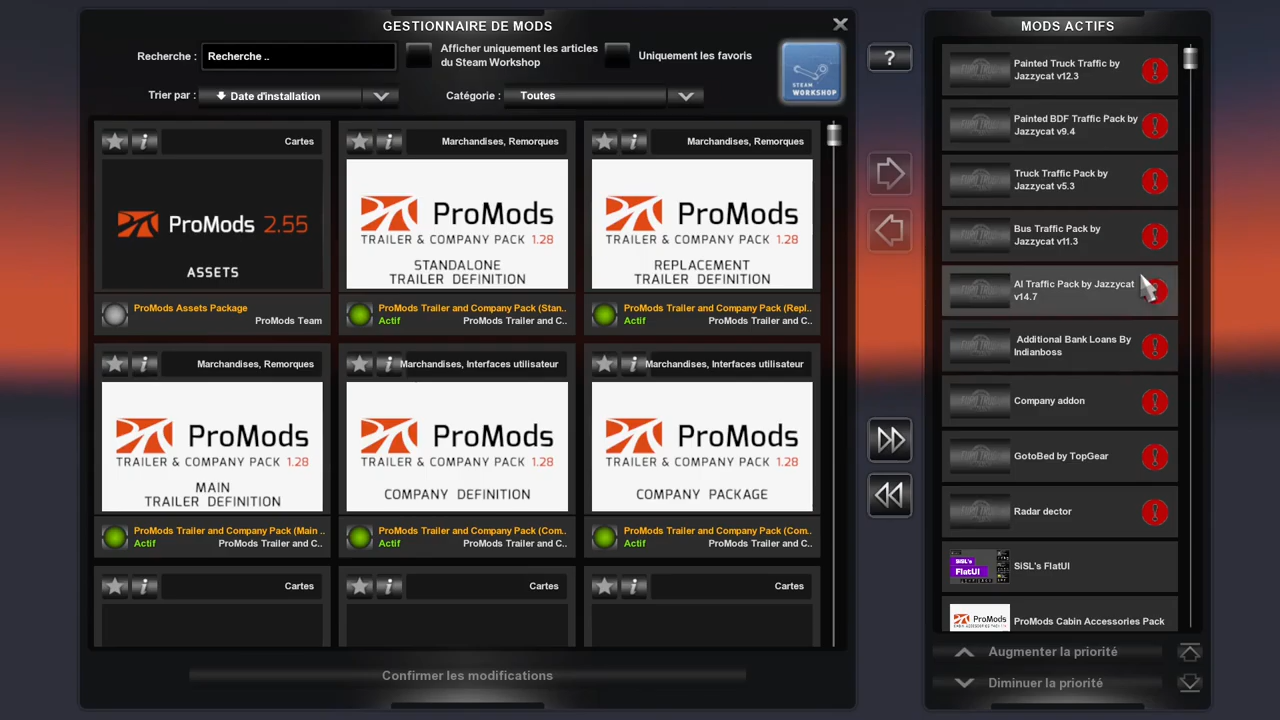 GESTIONNAIRE DE MODS
Recherche :
Recherche ..
Afficher uniquement les articles
du Steam Workshop
Uniquement les favoris
STEAM
WORKSHOP
Trier par :
Date d'installation
Catégorie :
Toutes
Cartes
ProMods 2.55
ASSETS
ProMods Assets Package
ProMods Team
Marchandises, Remorques
ProMods
TRAILER & COMPANY PACK 1.28
STANDALONE
TRAILER DEFINITION
ProMods Trailer and Company Pack (Stan..
Actif
ProMods Trailer and C..
Marchandises, Remorques
ProMods
TRAILER & COMPANY PACK 1.28
REPLACEMENT
TRAILER DEFINITION
ProMods Trailer and Company Pack (Repl..
Actif
ProMods Trailer and C..
Marchandises, Remorques
ProMods
TRAILER & COMPANY PACK 1.28
MAIN
TRAILER DEFINITION
ProMods Trailer and Company Pack (Main ..
Actif
ProMods Trailer and C..
Marchandises, Interfaces utilisateur
ProMods
TRAILER & COMPANY PACK 1.28
COMPANY DEFINITION
ProMods Trailer and Company Pack (Com..
Actif
ProMods Trailer and C..
Marchandises, Interfaces utilisateur
ProMods
TRAILER & COMPANY PACK 1.28
COMPANY PACKAGE
ProMods Trailer and Company Pack (Com..
Actif
ProMods Trailer and C..
Cartes
Cartes
Cartes
Confirmer les modifications
?
MODS ACTIFS
Painted Truck Traffic by
Jazzycat v12.3
Painted BDF Traffic Pack by
Jazzycat v9.4
Truck Traffic Pack by
Jazzycat v5.3
Bus Traffic Pack by
Jazzycat v11.3
AI Traffic Pack by Jazzycat
v14.7
Additional Bank Loans By
Indianboss
Company addon
GotoBed by TopGear
Radar dector
SiSL's
FlatUI
SiSL's FlatUI
ProMods
ProMods Cabin Accessories Pack
Augmenter la priorité
Diminuer la priorité